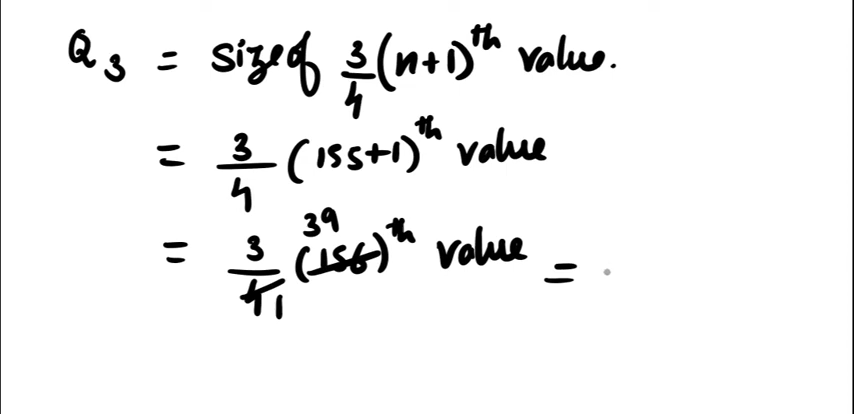 Q₃ = size of 3/4 (n+1)ᵗʰ value.
= 3/4 (155+1)ᵗʰ value
= 3/4 1 (156)ᵗʰ 39 value =